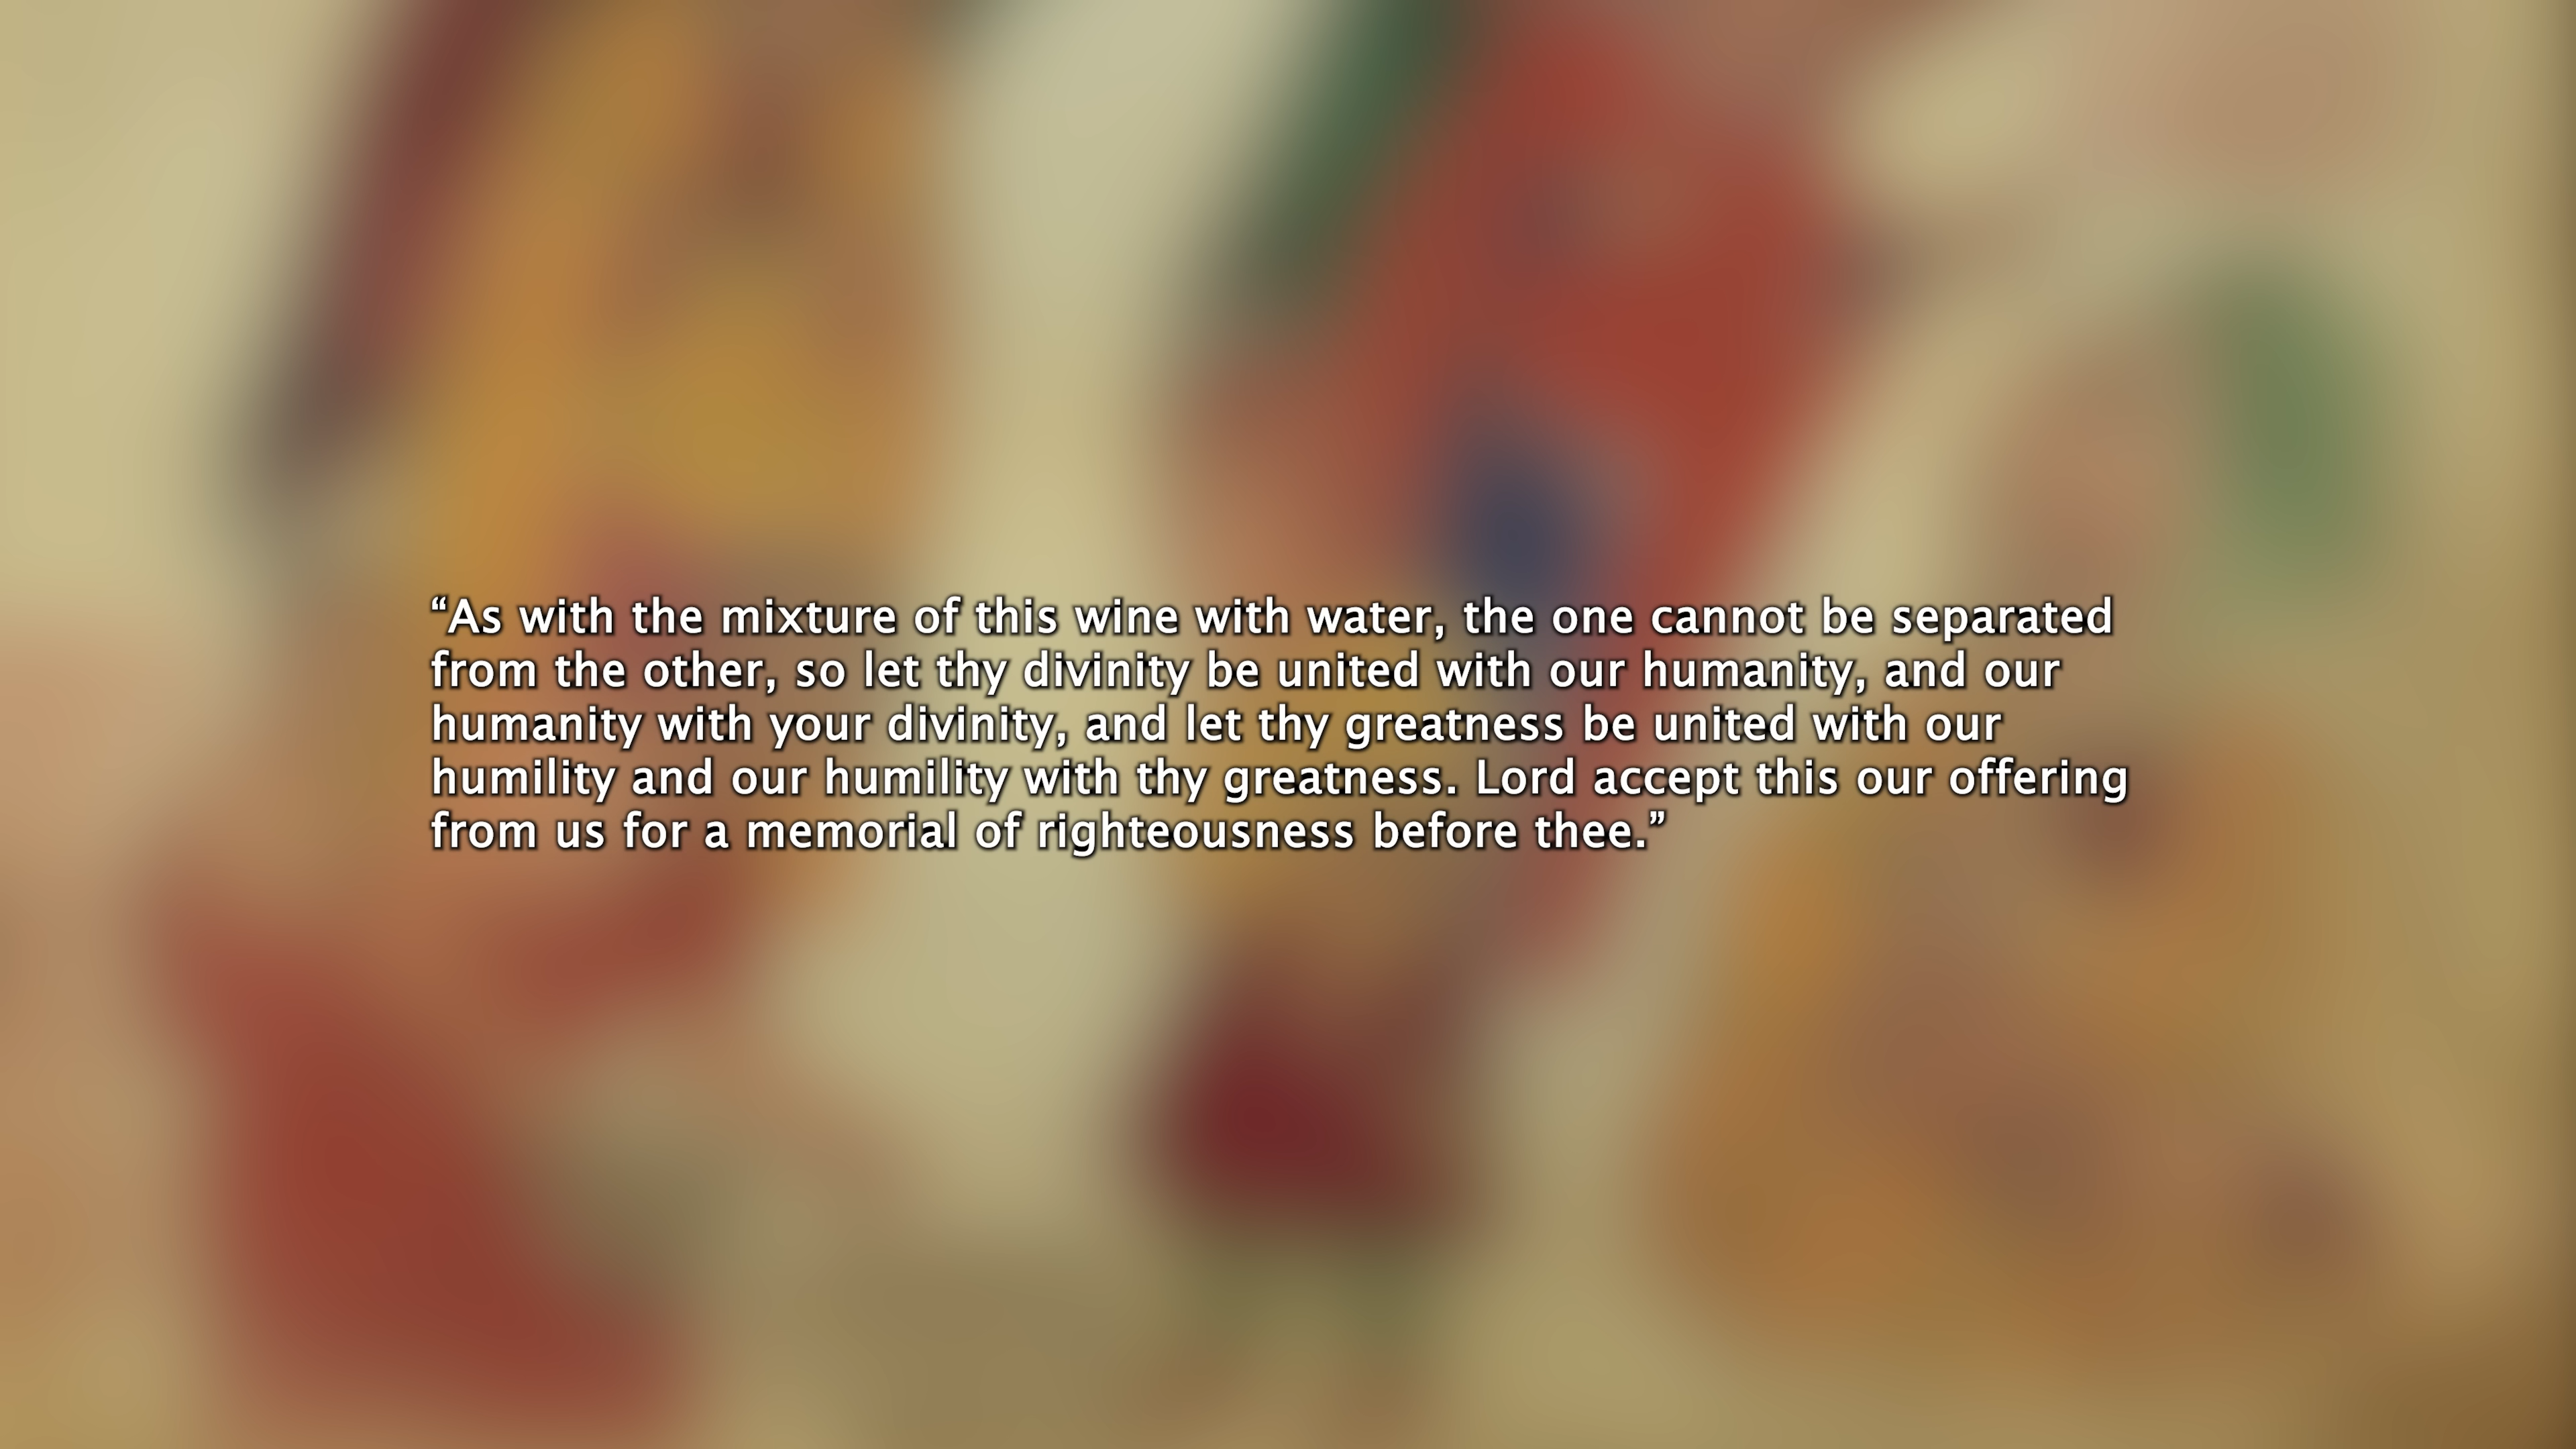 “As with the mixture of this wine with water, the one cannot be separated
from the other, so let thy divinity be united with our humanity, and our
humanity with your divinity, and let thy greatness be united with our
humility and our humility with thy greatness. Lord accept this our offering
from us for a memorial of righteousness before thee.”